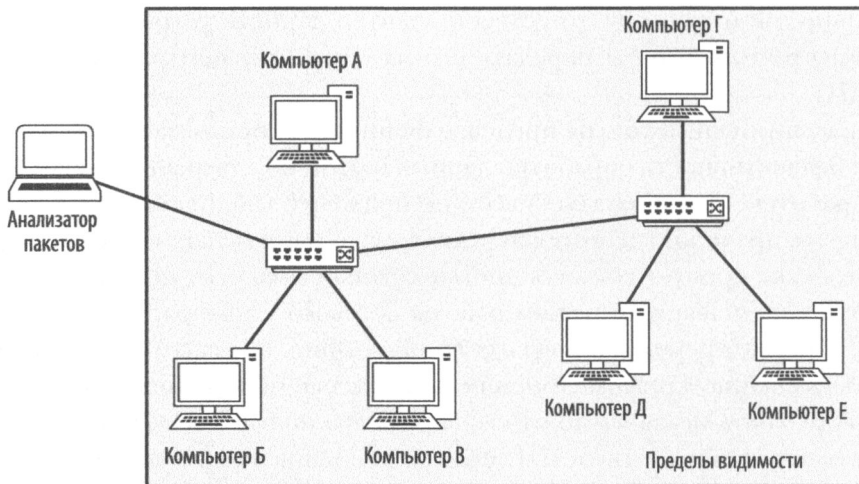 Компьютер Г
Компьютер А
Анализатор
пакетов
Компьютер Д
Компьютер Е
Компьютер Б
Компьютер В
Пределы видимости